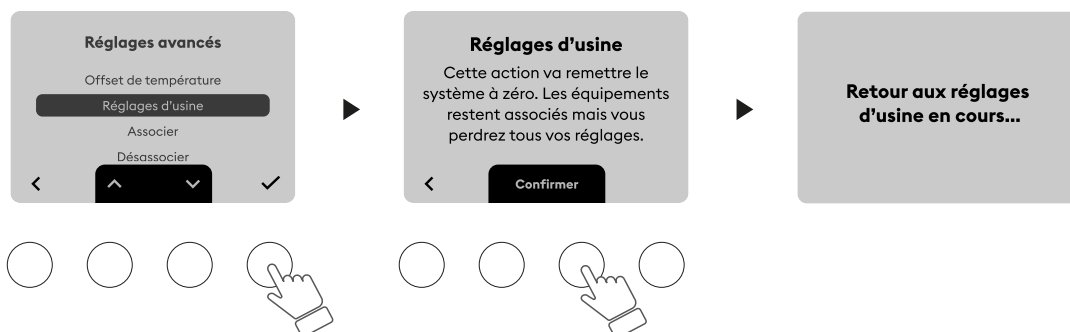 Réglages avancés
Offset de température
Réglages d'usine
Associer
Désassocier
Réglages d'usine
Cette action va remettre le
système à zéro. Les équipements
restent associés mais vous
perdrez tous vos réglages.
Confirmer
Retour aux réglages
d'usine en cours...